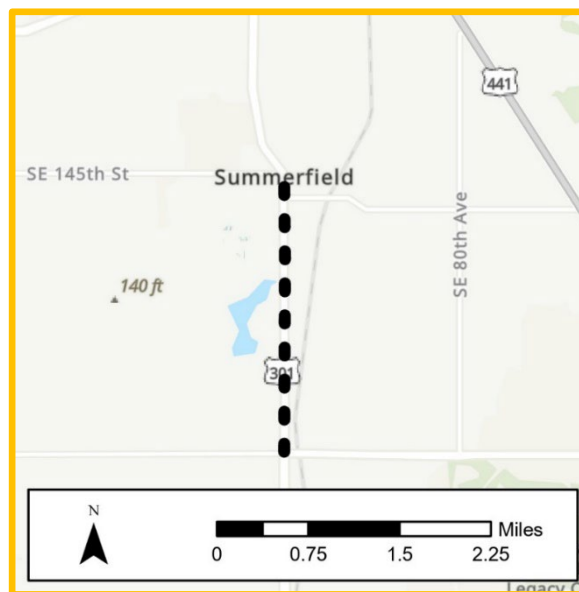 441
SE 145th St
Summerfield
SE 80th Ave
140 ft
301
N
Miles
0 0.75 1.5 2.25
Legacy